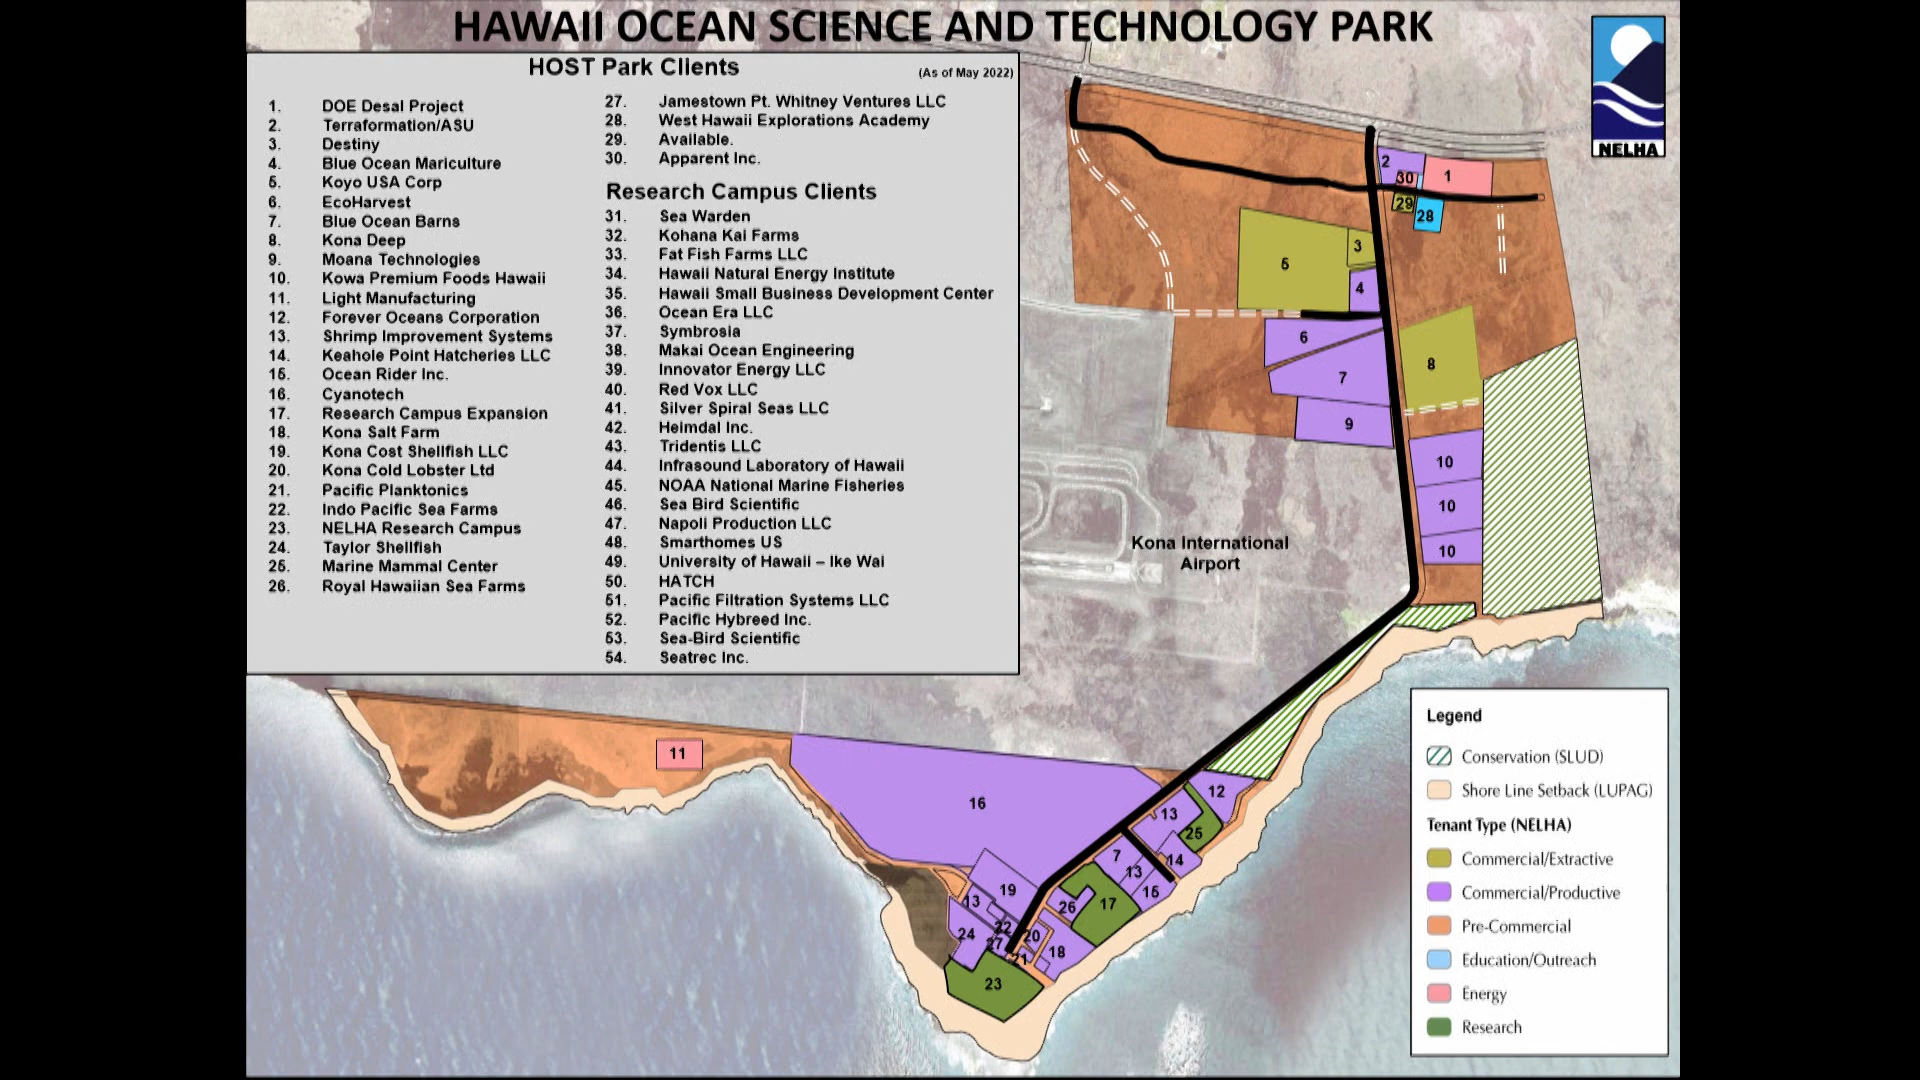 HAWAII OCEAN SCIENCE AND TECHNOLOGY PARK
NELHA
HOST Park Clients
(As of May 2022)
1. DOE Desal Project
2. Terraformation/ASU
3. Destiny
4. Blue Ocean Mariculture
5. Koyo USA Corp
6. EcoHarvest
7. Blue Ocean Barns
8. Kona Deep
9. Moana Technologies
10. Kowa Premium Foods Hawaii
11. Light Manufacturing
12. Forever Oceans Corporation
13. Shrimp Improvement Systems
14. Keahole Point Hatcheries LLC
15. Ocean Rider Inc.
16. Cyanotech
17. Research Campus Expansion
18. Kona Salt Farm
19. Kona Cost Shellfish LLC
20. Kona Cold Lobster Ltd
21. Pacific Planktonics
22. Indo Pacific Sea Farms
23. NELHA Research Campus
24. Taylor Shellfish
25. Marine Mammal Center
26. Royal Hawaiian Sea Farms
27. Jamestown Pt. Whitney Ventures LLC
28. West Hawaii Explorations Academy
29. Available.
30. Apparent Inc.
Research Campus Clients
31. Sea Warden
32. Kohana Kai Farms
33. Fat Fish Farms LLC
34. Hawaii Natural Energy Institute
35. Hawaii Small Business Development Center
36. Ocean Era LLC
37. Symbrosia
38. Makai Ocean Engineering
39. Innovator Energy LLC
40. Red Vox LLC
41. Silver Spiral Seas LLC
42. Heimdal Inc.
43. Tridentis LLC
44. Infrasound Laboratory of Hawaii
45. NOAA National Marine Fisheries
46. Sea Bird Scientific
47. Napoli Production LLC
48. Smarthomes US
49. University of Hawaii – Ike Wai
50. HATCH
51. Pacific Filtration Systems LLC
52. Pacific Hybreed Inc.
53. Sea-Bird Scientific
54. Seatrec Inc.
2
30
1
29
28
3
5
4
6
7
8
9
10
10
10
Kona International
Airport
11
16
12
13
25
7
14
13
15
19
13
26
17
22
24
27
20
18
21
23
Legend
Conservation (SLUD)
Shore Line Setback (LUPAG)
Tenant Type (NELHA)
Commercial/Extractive
Commercial/Productive
Pre-Commercial
Education/Outreach
Energy
Research